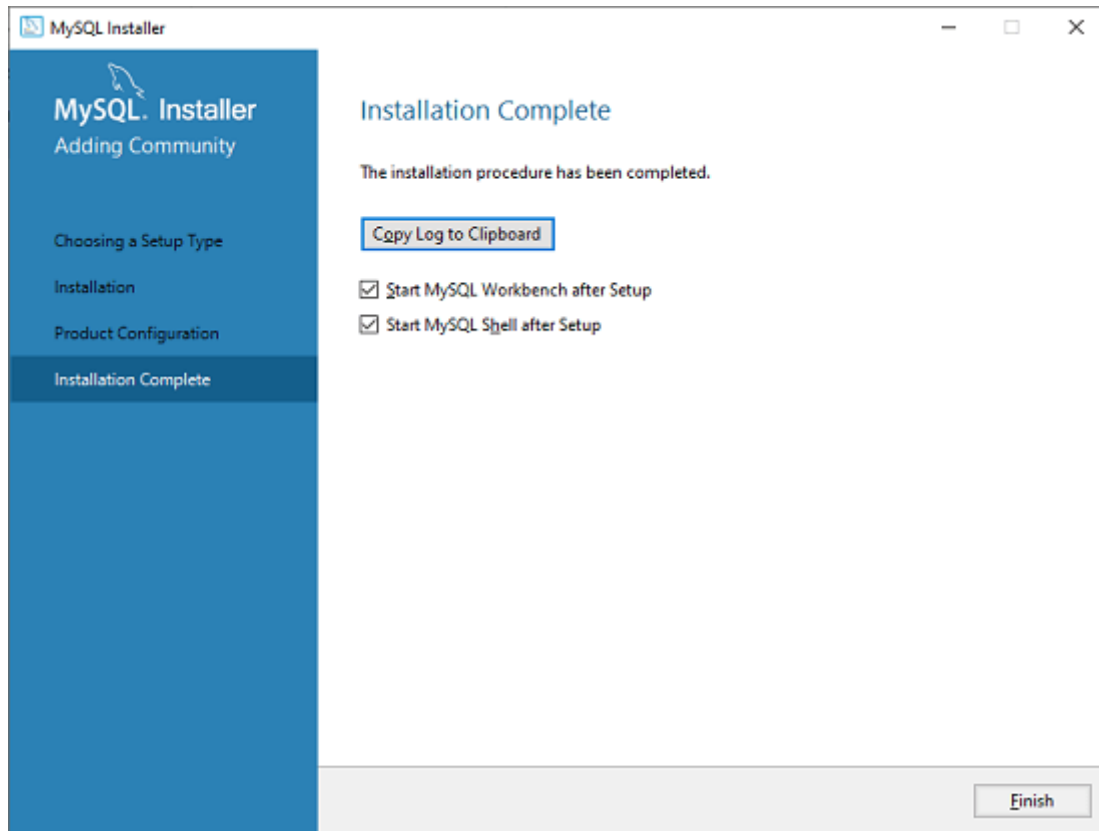 MySQL Installer
MySQL. Installer
Adding Community
Choosing a Setup Type
Installation
Product Configuration
Installation Complete
Installation Complete
The installation procedure has been completed.
Copy Log to Clipboard
Start MySQL Workbench after Setup
Start MySQL Shell after Setup
Finish